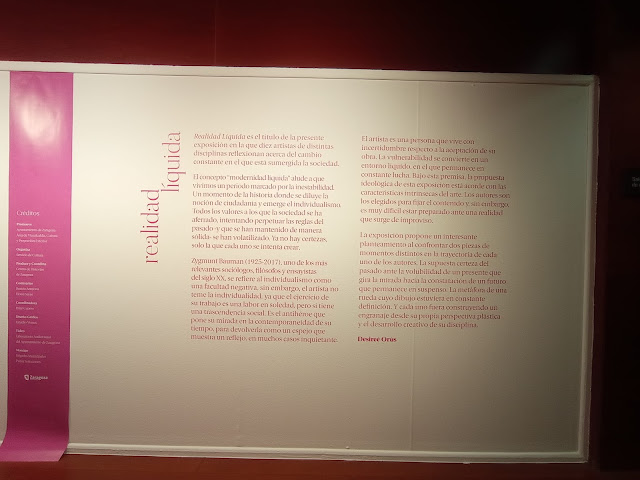 realidad
líquida
Realidad Líquida es el título de la presente
exposición en la que diez artistas de distintas
disciplinas reflexionan acerca del cambio
constante en el que está sumergida la sociedad.
El concepto "modernidad líquida" alude a que
vivimos un periodo marcado por la inestabilidad.
Un momento de la historia donde se diluye la
noción de ciudadanía y emerge el individualismo.
Todos los valores a los que la sociedad se ha
aferrado, intentando perpetuar las reglas del
pasado -y que se han mantenido de manera
sólida- se han volatilizado. Ya no hay certezas,
solo la que cada uno se intenta crear.
Zygmunt Bauman (1925-2017), uno de los más
relevantes sociólogos, filósofos y ensayistas
del siglo XX, se refiere al individualismo como
una facultad negativa, sin embargo, el artista no
teme la individualidad, ya que el ejercicio de
su trabajo es una labor en soledad, pero sí tiene
una trascendencia social. Es el antihéroe que
pone su mirada en la contemporaneidad de su
tiempo, para devolverla como un espejo que
muestra un reflejo, en muchos casos inquietante.
El artista es una persona que vive con
incertidumbre respecto a la aceptación de su
obra. La vulnerabilidad se convierte en un
entorno líquido, en el que permanece en
constante lucha. Bajo esta premisa, la propuesta
ideológica de esta exposición está acorde con las
características intrínsecas del arte. Los autores son
los elegidos para fijar el contenido y, sin embargo,
es muy difícil estar preparado ante una realidad
que surge de improviso.
La exposición propone un interesante
planteamiento al confrontar dos piezas de
momentos distintos en la trayectoria de cada
uno de los autores. La supuesta certeza del
pasado ante la volubilidad de un presente que
gira la mirada hacia la construcción de un futuro
que permanece en suspenso. La metáfora de una
rueda cuyo dibujo estuviera en constante
definición. Y cada uno fuera construyendo un
engranaje desde su propia perspectiva plástica
y el desarrollo creativo de su disciplina.
Desireé Orús
Créditos
Zaragoza